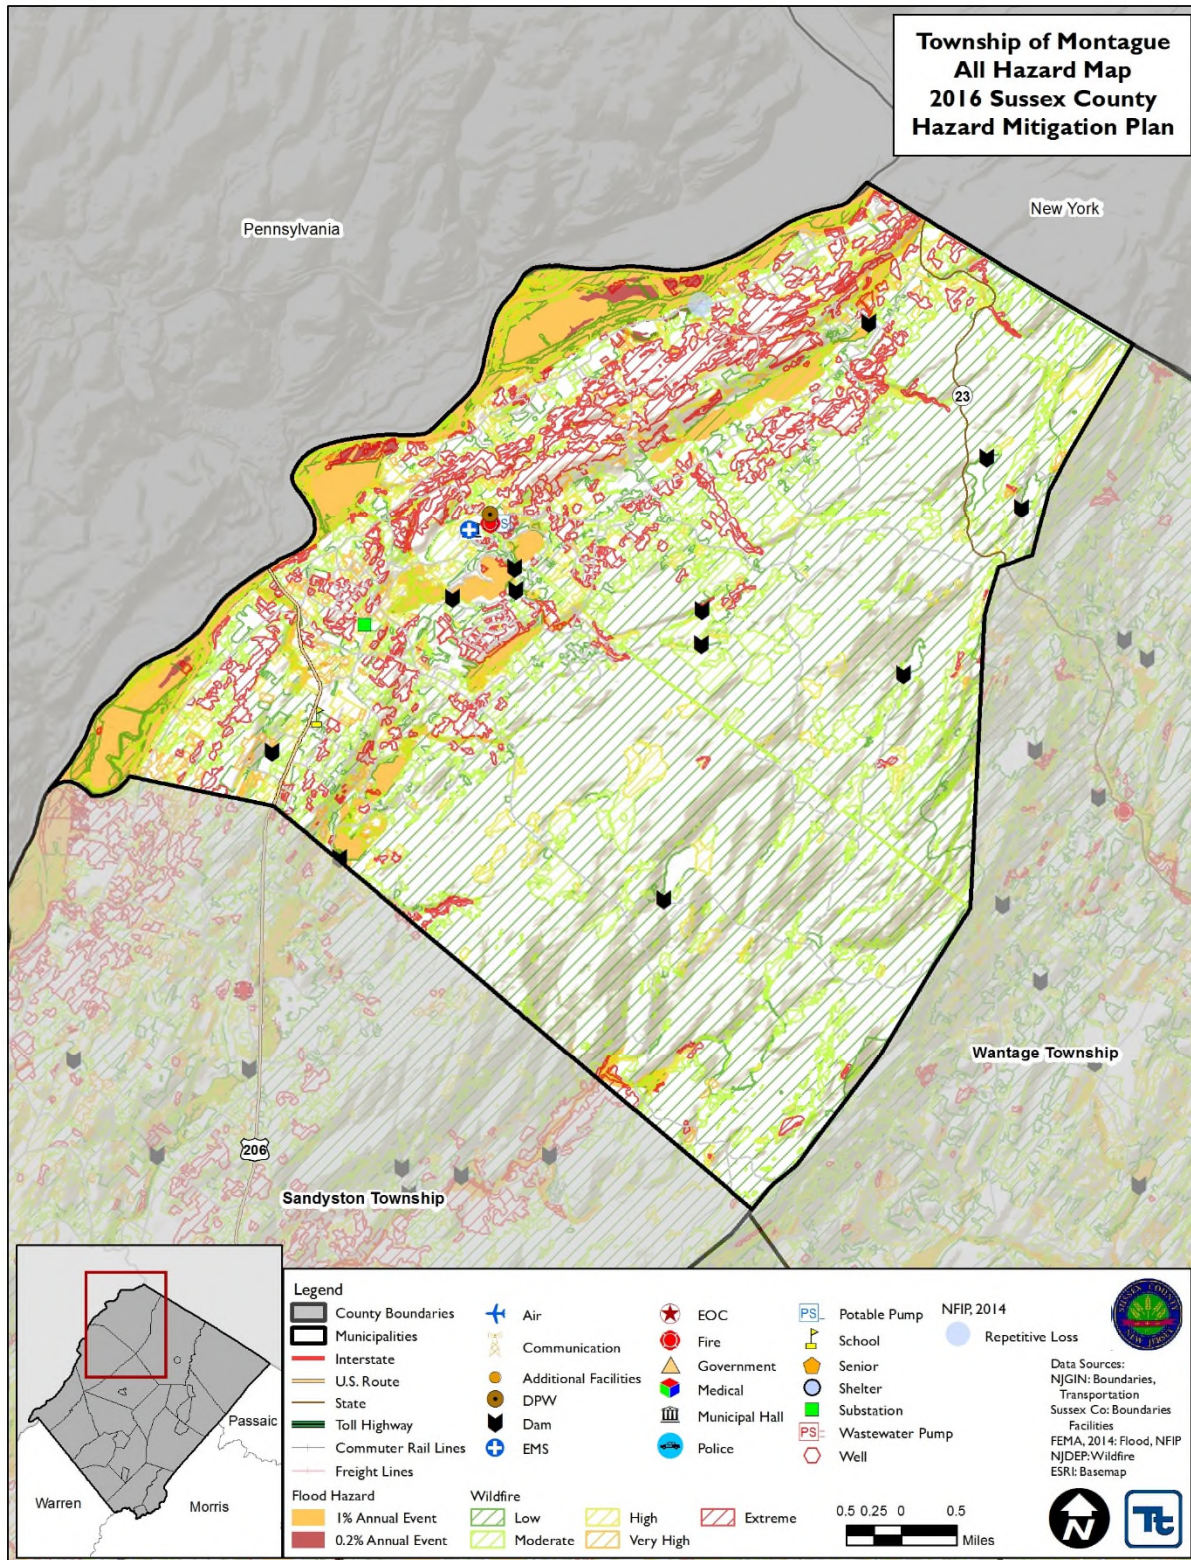 Township of Montague
All Hazard Map
2016 Sussex County
Hazard Mitigation Plan
New York
Pennsylvania
23
PS
Wantage Township
206
Sandyston Township
Passaic
Warren
Morris
Legend
County Boundaries
Municipalities
Interstate
U.S. Route
State
Toll Highway
Commuter Rail Lines
Freight Lines
Air
Communication
Additional Facilities
DPW
Dam
EMS
EOC
Fire
Government
Medical
Municipal Hall
Police
PS
Potable Pump
School
Senior
Shelter
Substation
PS
Wastewater Pump
Well
NFIP, 2014
Repetitive Loss
SUSSEX COUNTY
NEW JERSEY
Data Sources:
NJGIN: Boundaries,
Transportation
Sussex Co: Boundaries
Facilities
FEMA, 2014: Flood, NFIP
NJDEP:Wildfire
ESRI: Basemap
Flood Hazard
1% Annual Event
0.2% Annual Event
Wildfire
Low
Moderate
High
Very High
Extreme
0.5 0.25 0 0.5
Miles
N
Tt